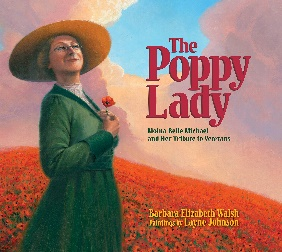 The
Poppy
Lady
Moina Belle Michael
and Her Tribute to Veterans
Barbara Elizabeth Walsh
Paintings by Layne Johnson